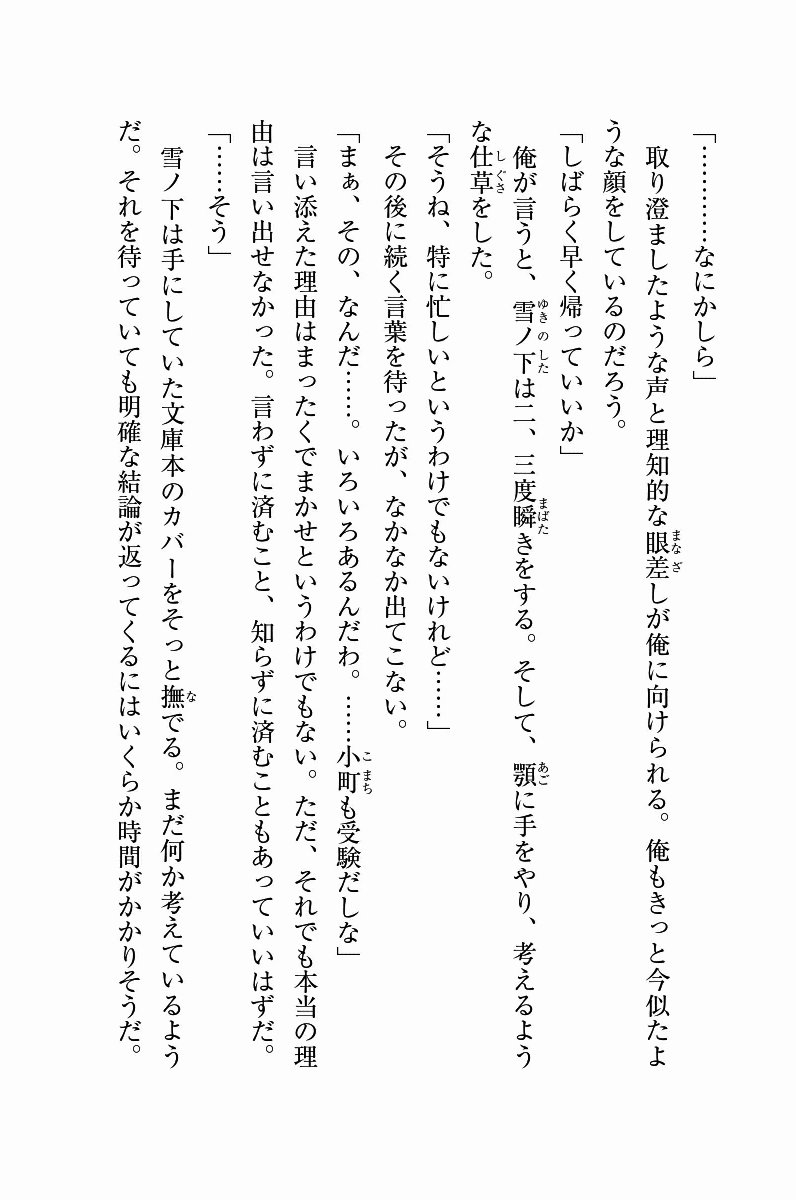 「…………なにかしら」
　取り澄ましたような声と理知的な眼差しが俺に向けられる。俺もきっと今似たよ
うな顔をしているのだろう。
「しばらく早く帰っていいか」
　俺が言うと、雪ノ下は二、三度瞬きをする。そして、顎に手をやり、考えるよう
な仕草をした。
「そうね、特に忙しいというわけでもないけれど……」
　その後に続く言葉を待ったが、なかなか出てこない。
「まぁ、その、なんだ……。いろいろあるんだわ。……小町も受験だしな」
　言い添えた理由はまったくでまかせというわけでもない。ただ、それでも本当の理
由は言い出せなかった。言わずに済むこと、知らずに済むこともあっていいはずだ。
「……そう」
　雪ノ下は手にしていた文庫本のカバーをそっと撫でる。まだ何か考えているよう
だ。それを待っていても明確な結論が返ってくるにはいくらか時間がかかりそうだ。